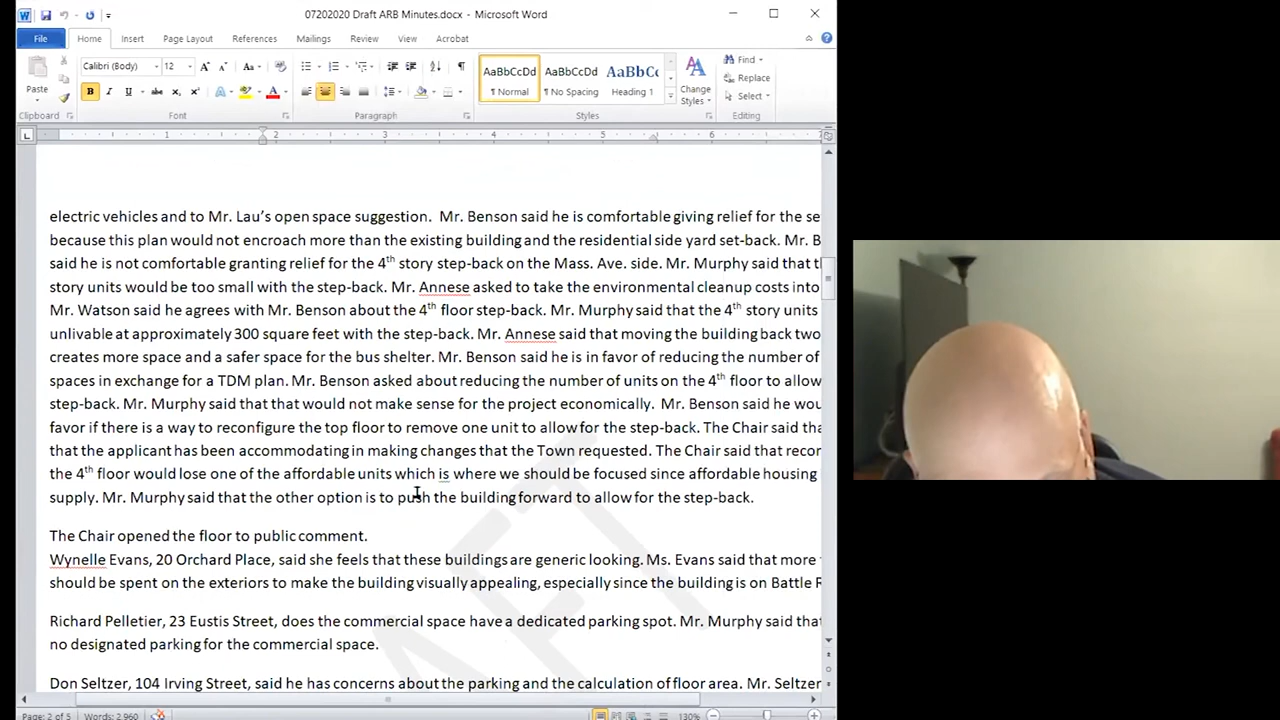 07202020 Draft ARB Minutes.docx - Microsoft Word
File Home Insert Page Layout References Mailings Review View Acrobat
Paste
Calibri (Body) 12
AaBbCcDd AaBbCcDd AaBbCc
¶ Normal ¶ No Spacing Heading 1
Change Styles
Find
Replace
Select
Clipboard Font Paragraph Styles Editing
1 2 3 4 5 6 7
electric vehicles and to Mr. Lau's open space suggestion. Mr. Benson said he is comfortable giving relief for the se
because this plan would not encroach more than the existing building and the residential side yard set-back. Mr. B
said he is not comfortable granting relief for the 4th story step-back on the Mass. Ave. side. Mr. Murphy said that t
story units would be too small with the step-back. Mr. Annese asked to take the environmental cleanup costs into
Mr. Watson said he agrees with Mr. Benson about the 4th floor step-back. Mr. Murphy said that the 4th story units
unlivable at approximately 300 square feet with the step-back. Mr. Annese said that moving the building back two
creates more space and a safer space for the bus shelter. Mr. Benson said he is in favor of reducing the number of
spaces in exchange for a TDM plan. Mr. Benson asked about reducing the number of units on the 4th floor to allow
step-back. Mr. Murphy said that that would not make sense for the project economically. Mr. Benson said he wou
favor if there is a way to reconfigure the top floor to remove one unit to allow for the step-back. The Chair said tha
that the applicant has been accommodating in making changes that the Town requested. The Chair said that recor
the 4th floor would lose one of the affordable units which is where we should be focused since affordable housing
supply. Mr. Murphy said that the other option is to push the building forward to allow for the step-back.
The Chair opened the floor to public comment.
Wynelle Evans, 20 Orchard Place, said she feels that these buildings are generic looking. Ms. Evans said that more
should be spent on the exteriors to make the building visually appealing, especially since the building is on Battle R
Richard Pelletier, 23 Eustis Street, does the commercial space have a dedicated parking spot. Mr. Murphy said that
no designated parking for the commercial space.
Don Seltzer, 104 Irving Street, said he has concerns about the parking and the calculation of floor area. Mr. Seltzer
Page: 2 of 5 Words: 2,960 130%